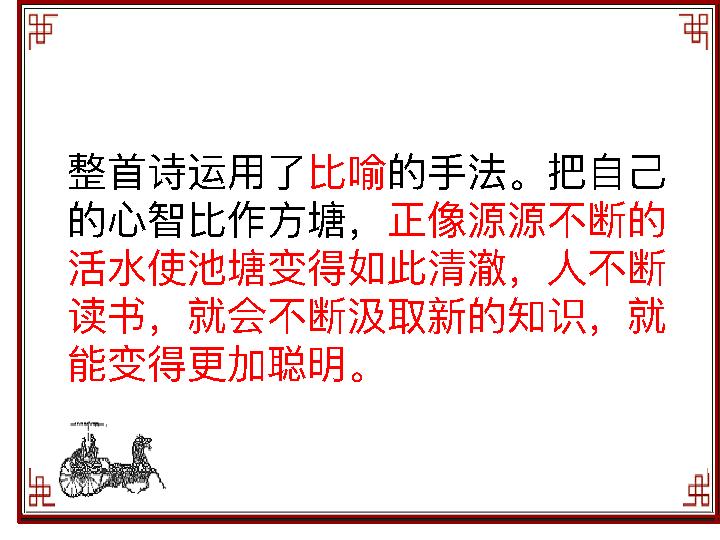 整首诗运用了比喻的手法。把自己
的心智比作方塘，正像源源不断的
活水使池塘变得如此清澈，人不断
读书，就会不断汲取新的知识，就
能变得更加聪明。